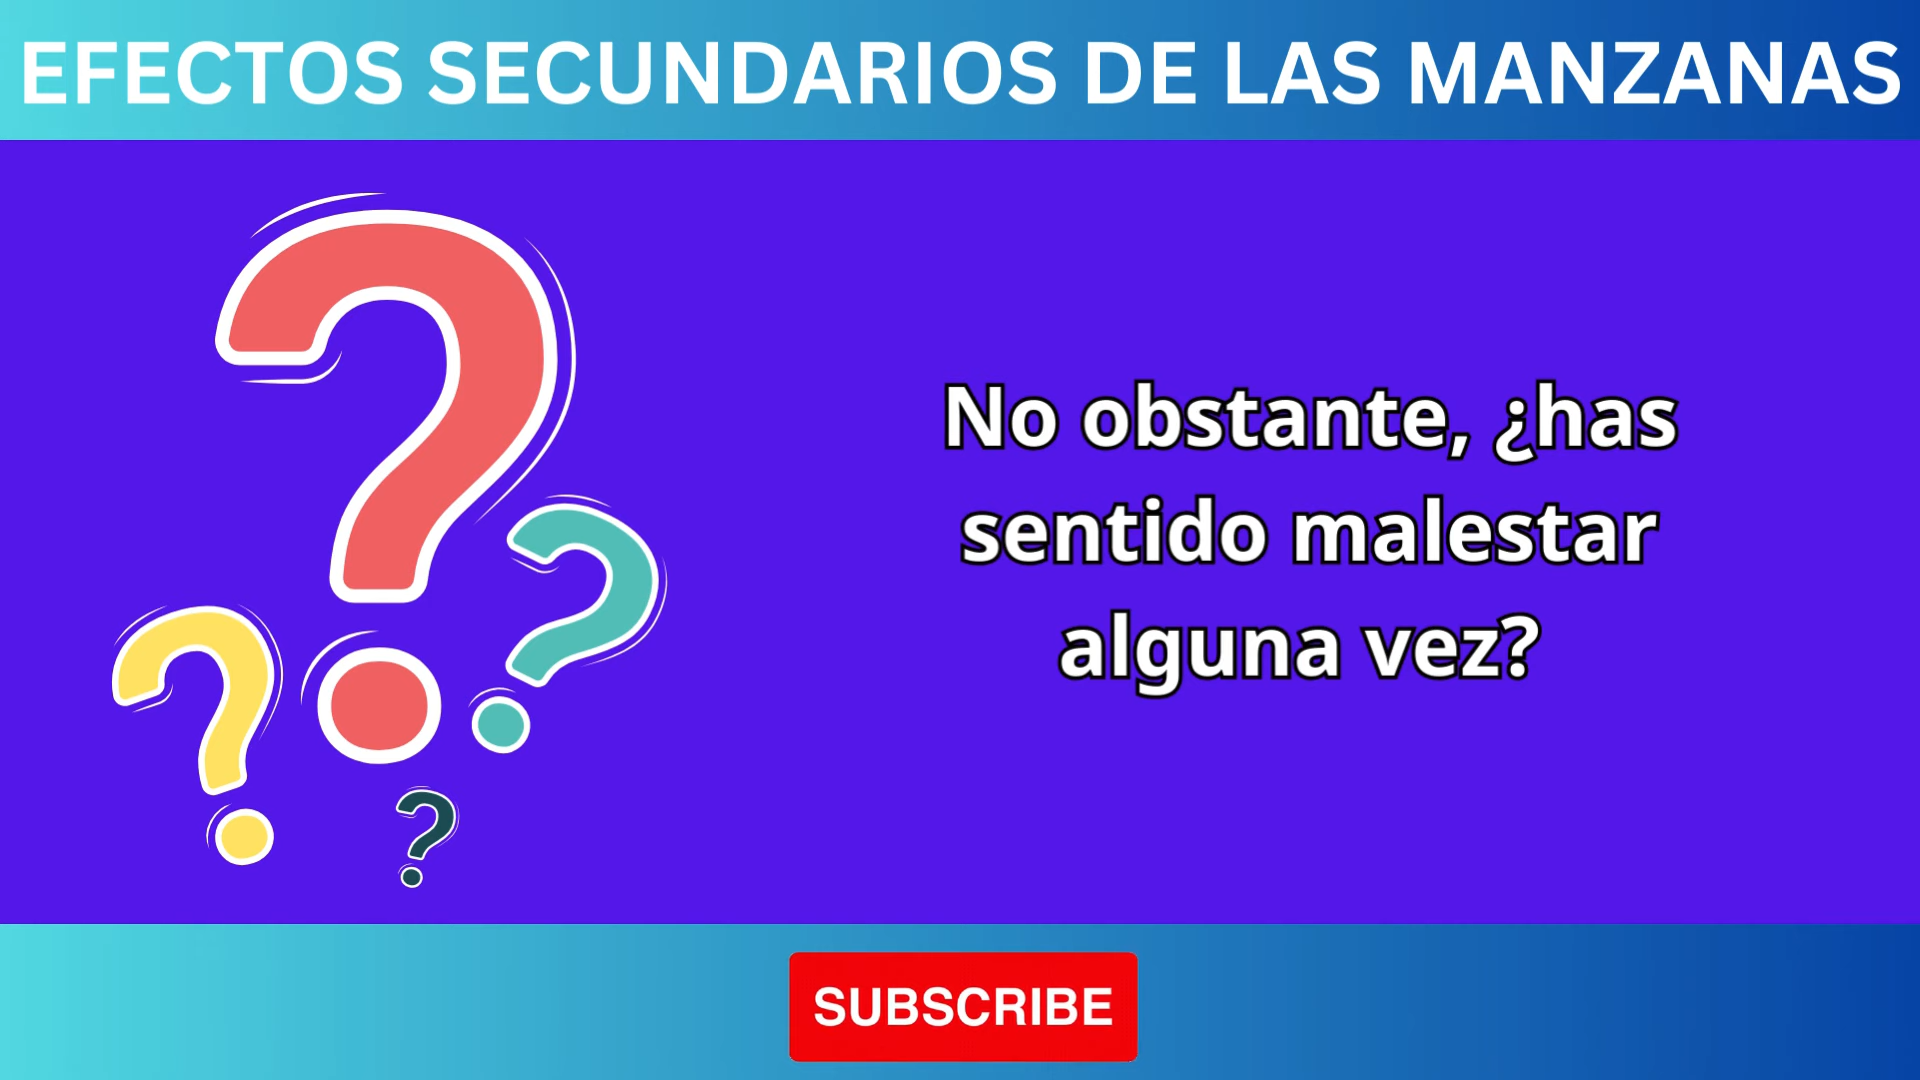 EFECTOS SECUNDARIOS DE LAS MANZANAS
No obstante, ¿has
sentido malestar
alguna vez?
SUBSCRIBE